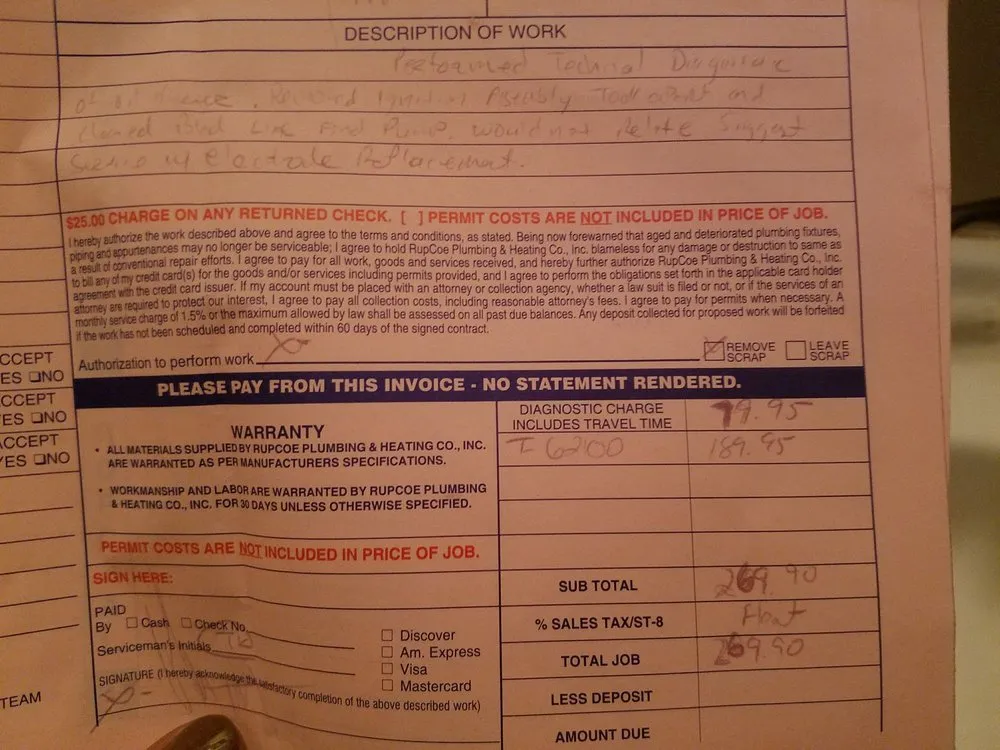 DESCRIPTION OF WORK
Performed Technical
of oil . Ignition Assembly Took apart and
cleaned Line Pump. would not Suggest
Electrode Replacement.
$25.00 CHARGE ON ANY RETURNED CHECK. [ ] PERMIT COSTS ARE NOT INCLUDED IN PRICE OF JOB.
I hereby authorize the work described above and agree to the terms and conditions, as stated. Being now forewarned that aged and deteriorated plumbing fixtures,
piping and appurtenances may no longer be serviceable; I agree to hold RupCoe Plumbing & Heating Co., Inc. blameless for any damage or destruction to same as
a result of conventional repair efforts. I agree to pay for all work, goods and services received, and hereby further authorize RupCoe Plumbing & Heating Co., Inc.
to bill any of my credit card(s) for the goods and/or services including permits provided, and I agree to perform the obligations set forth in the applicable card holder
agreement with the credit card issuer. If my account must be placed with an attorney or collection agency, whether a law suit is filed or not, or if the services of an
attorney are required to protect our interest, I agree to pay all collection costs, including reasonable attorney's fees. I agree to pay for permits when necessary. A
monthly service charge of 1.5% or the maximum allowed by law shall be assessed on all past due balances. Any deposit collected for proposed work will be forfeited
if the work has not been scheduled and completed within 60 days of the signed contract.
Authorization to perform work X-
REMOVE SCRAP
LEAVE SCRAP
CCEPT
ES NO
CCEPT
ES NO
ACCEPT
YES NO
TEAM
PLEASE PAY FROM THIS INVOICE - NO STATEMENT RENDERED.
WARRANTY
• ALL MATERIALS SUPPLIED BY RUPCOE PLUMBING & HEATING CO., INC.
ARE WARRANTED AS PER MANUFACTURERS SPECIFICATIONS.
• WORKMANSHIP AND LABOR ARE WARRANTED BY RUPCOE PLUMBING
& HEATING CO., INC. FOR 30 DAYS UNLESS OTHERWISE SPECIFIED.
PERMIT COSTS ARE NOT INCLUDED IN PRICE OF JOB.
SIGN HERE:
PAID
By Cash Check No.
Serviceman's Initials
SIGNATURE (I hereby acknowledge the satisfactory completion of the above described work)
X-
Discover
Am. Express
Visa
Mastercard
DIAGNOSTIC CHARGE
INCLUDES TRAVEL TIME 79.95
I-6200 189.95
SUB TOTAL 269.90
% SALES TAX/ST-8
TOTAL JOB 269.90
LESS DEPOSIT
AMOUNT DUE